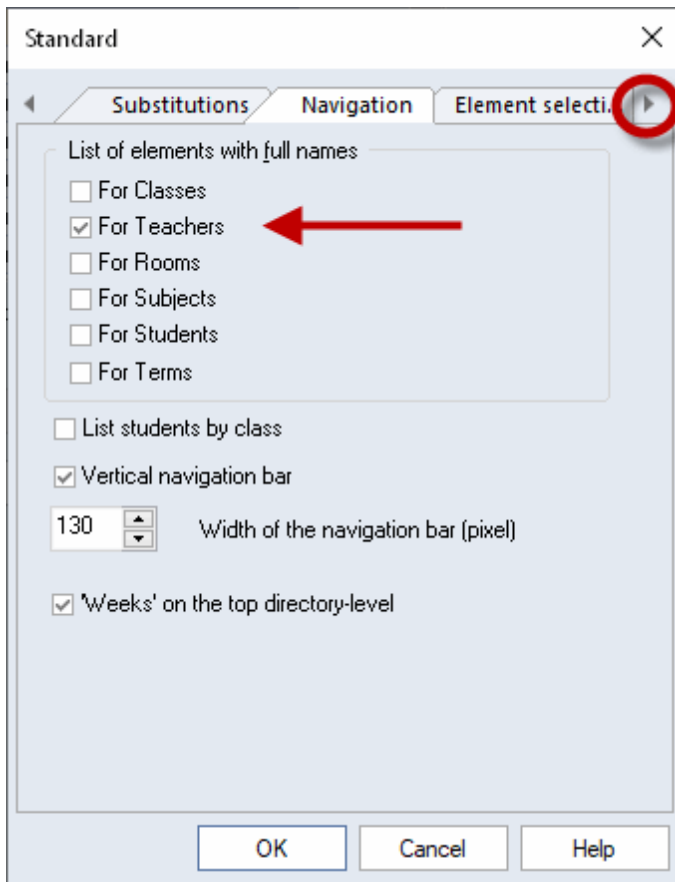 Standard
Substitutions Navigation Element selecti..
List of elements with full names
For Classes
For Teachers
For Rooms
For Subjects
For Students
For Terms
List students by class
Vertical navigation bar
130 Width of the navigation bar (pixel)
'Weeks' on the top directory-level
OK Cancel Help